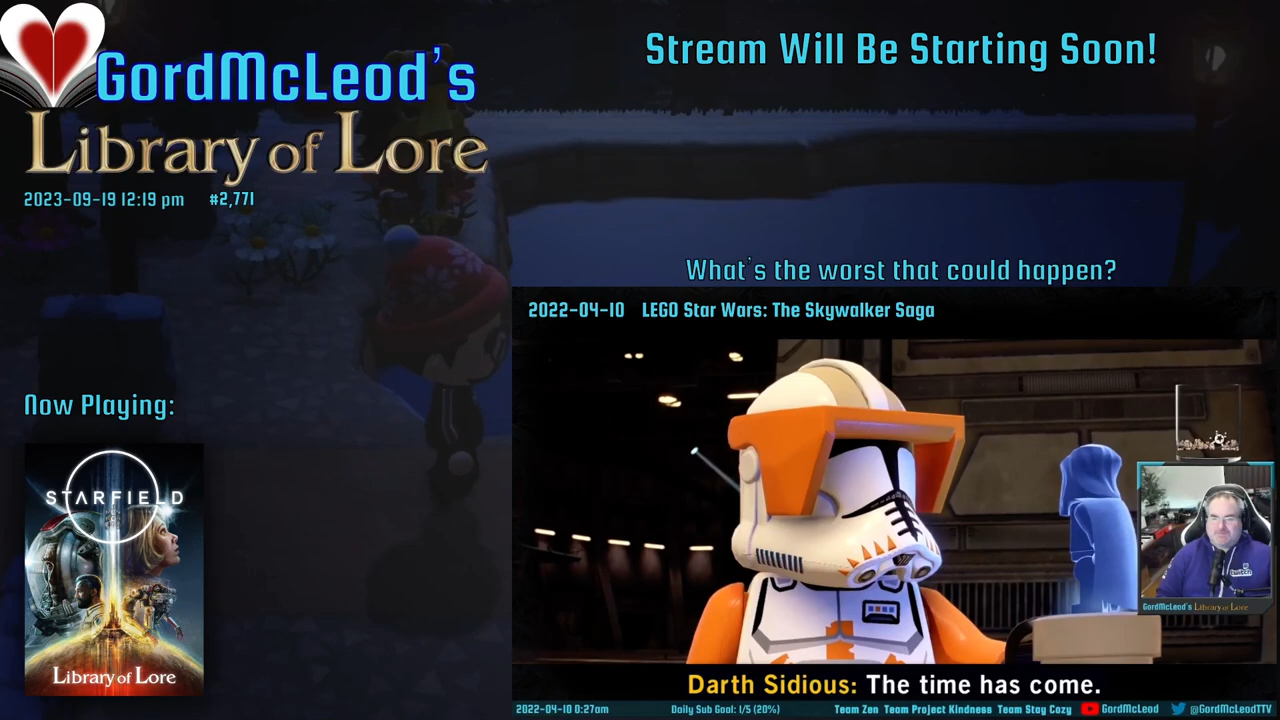 GordMcLeod's
Library of Lore
2023-09-19 12:19 pm #2,771
Stream Will Be Starting Soon!
What's the worst that could happen?
2022-04-10 LEGO Star Wars: The Skywalker Saga
Now Playing:
STARFIELD
Library of Lore
twitch
GordMcLeod's Library of Lore
Darth Sidious: The time has come.
2022-04-10 0:27am Daily Sub Goal: 1/5 (20%) Team Zen Team Project Kindness Team Stay Cozy GordMcLeod @GordMcLeodTTV